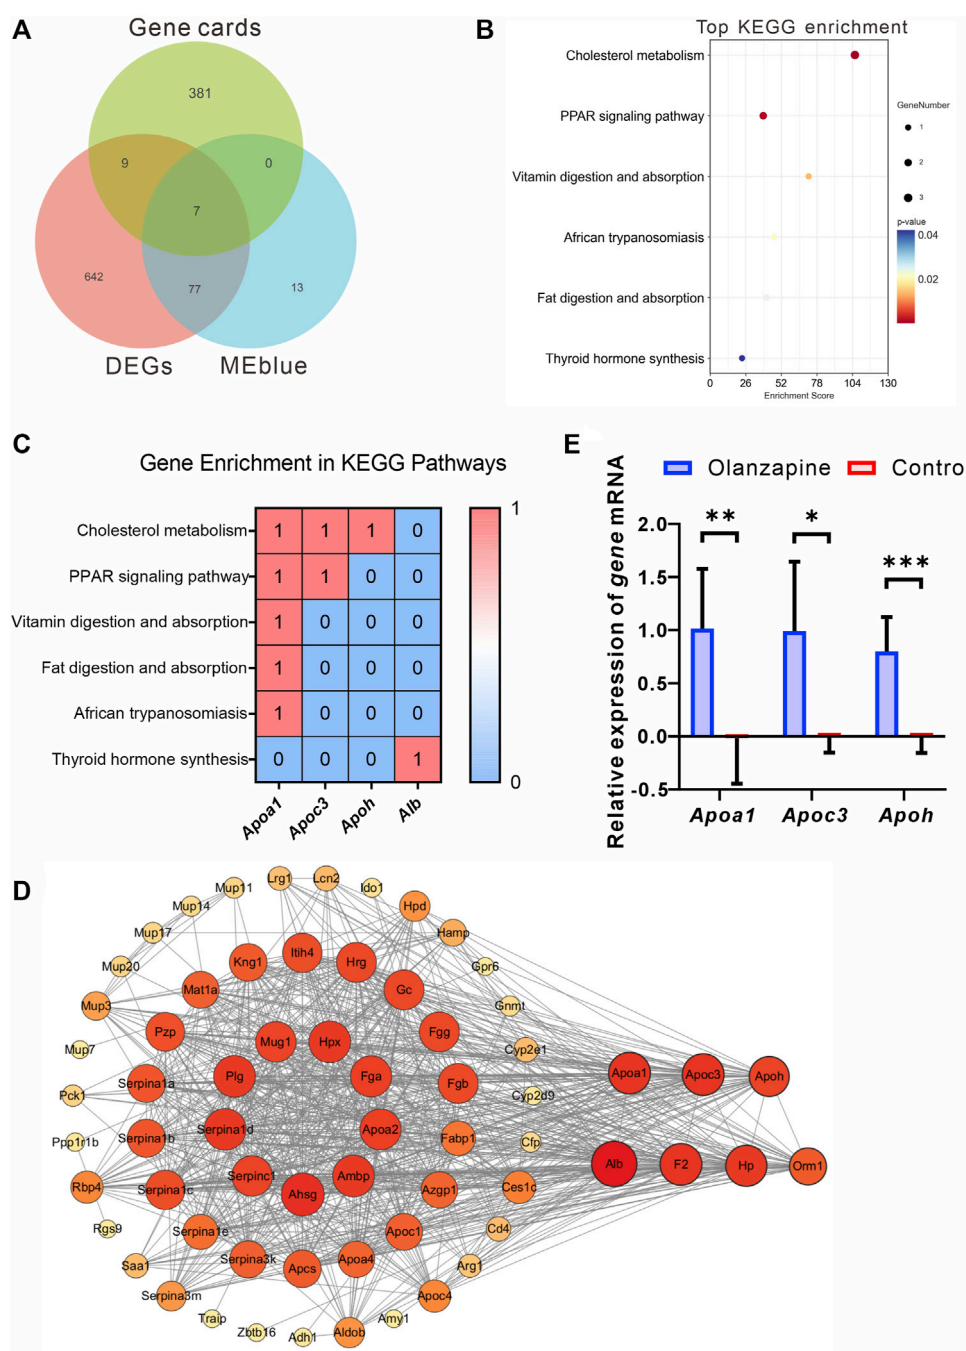 A
Gene cards
381
9
0
7
642
77
13
DEGs
MEblue
B
Top KEGG enrichment
Cholesterol metabolism
PPAR signaling pathway
Vitamin digestion and absorption
African trypanosomiasis
Fat digestion and absorption
Thyroid hormone synthesis
0 26 52 78 104 130
Enrichment Score
GeneNumber
1
2
3
p-value
0.04
0.02
C
Gene Enrichment in KEGG Pathways
Cholesterol metabolism 1 1 1 0
PPAR signaling pathway 1 1 0 0
Vitamin digestion and absorption 1 0 0 0
Fat digestion and absorption 1 0 0 0
African trypanosomiasis 1 0 0 0
Thyroid hormone synthesis 0 0 0 1
Apoa1 Apoc3 Apoh Alb
1
0
E
Olanzapine Contro
Relative expression of gene mRNA
2.0
1.5
1.0
0.5
0.0
-0.5
** * ***
Apoa1 Apoc3 Apoh
D
Mup11
Lrg1
Lcn2
Ido1
Mup14
Hpd
Mup17
Hamp
Mup20
Kng1
Itih4
Hrg
Gpr6
Mat1a
Gc
Mup3
Gnmt
Pzp
Mug1
Hpx
Fgg
Mup7
Cyp2e1
Serpina1a
Plg
Fga
Fgb
Apoa1
Apoc3
Apoh
Pck1
Cyp2d9
Serpina1b
Serpina1d
Apoa2
Fabp1
Cfp
Ppp1r1b
Alb
F2
Hp
Orm1
Rbp4
Serpina1c
Serpinc1
Ahsg
Ambp
Azgp1
Ces1c
Rgs9
Serpina1e
Apoc1
Cd4
Saa1
Serpina3k
Apcs
Apoa4
Arg1
Serpina3m
Apoc4
Traip
Zbtb16
Adh1
Aldob
Amy1